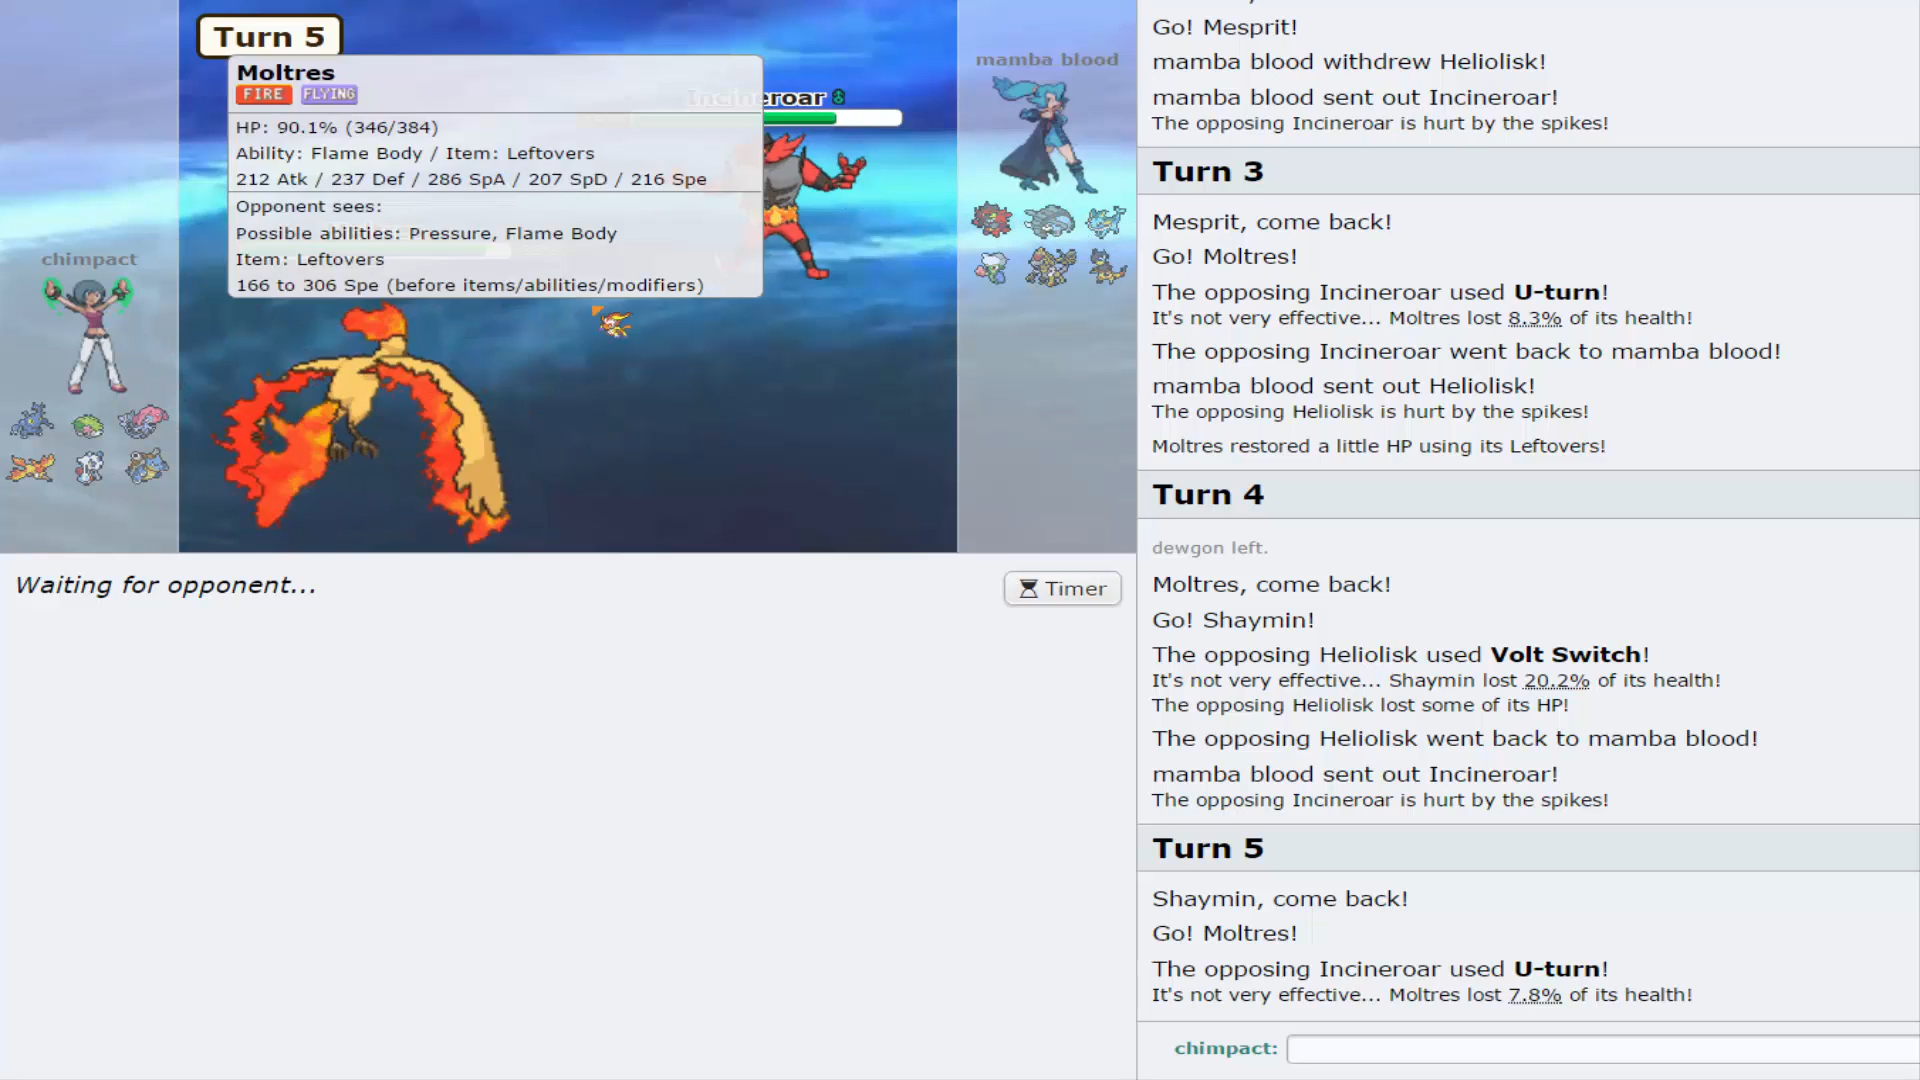 Turn 5
Moltres
FIRE FLYING
HP: 90.1% (346/384)
Ability: Flame Body / Item: Leftovers
212 Atk / 237 Def / 286 SpA / 207 SpD / 216 Spe
Opponent sees:
Possible abilities: Pressure, Flame Body
Item: Leftovers
166 to 306 Spe (before items/abilities/modifiers)
Incineroar
chimpact
mamba blood
Waiting for opponent...
Timer
Go! Mesprit!
mamba blood withdrew Heliolisk!
mamba blood sent out Incineroar!
The opposing Incineroar is hurt by the spikes!
Turn 3
Mesprit, come back!
Go! Moltres!
The opposing Incineroar used U-turn!
It's not very effective... Moltres lost 8.3% of its health!
The opposing Incineroar went back to mamba blood!
mamba blood sent out Heliolisk!
The opposing Heliolisk is hurt by the spikes!
Moltres restored a little HP using its Leftovers!
Turn 4
dewgon left.
Moltres, come back!
Go! Shaymin!
The opposing Heliolisk used Volt Switch!
It's not very effective... Shaymin lost 20.2% of its health!
The opposing Heliolisk lost some of its HP!
The opposing Heliolisk went back to mamba blood!
mamba blood sent out Incineroar!
The opposing Incineroar is hurt by the spikes!
Turn 5
Shaymin, come back!
Go! Moltres!
The opposing Incineroar used U-turn!
It's not very effective... Moltres lost 7.8% of its health!
chimpact: